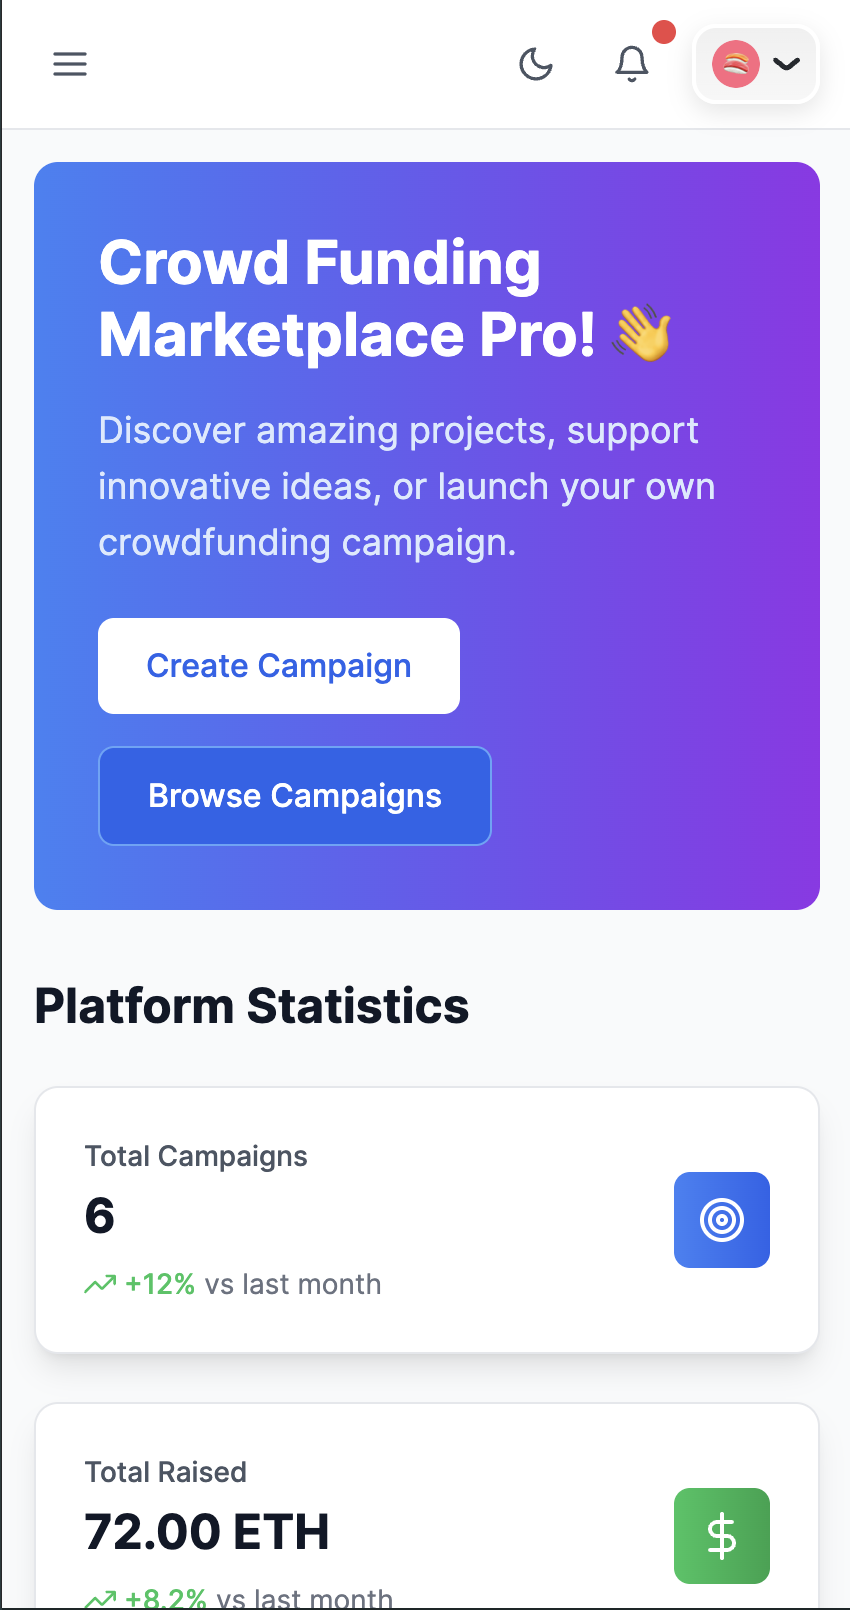 Crowd Funding
Marketplace Pro! 👋
Discover amazing projects, support
innovative ideas, or launch your own
crowdfunding campaign.
Create Campaign
Browse Campaigns
Platform Statistics
Total Campaigns
6
+12% vs last month
Total Raised
72.00 ETH
+8.2% vs last month